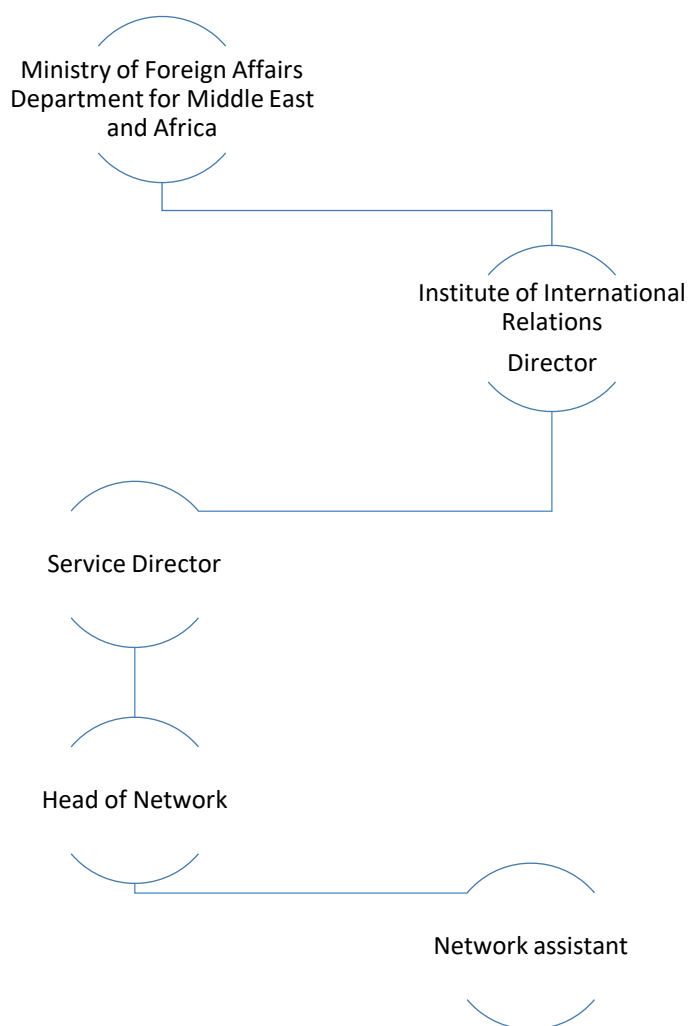 Ministry of Foreign Affairs
Department for Middle East
and Africa
Institute of International
Relations
Director
Service Director
Head of Network
Network assistant